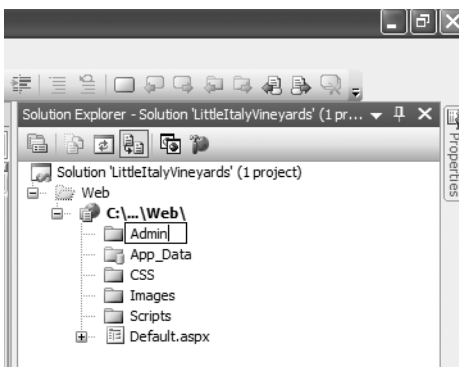 Solution Explorer - Solution 'LittleItalyVineyards' (1 pr...
Properties
Solution 'LittleItalyVineyards' (1 project)
Web
C:\...\Web\
Admin
App_Data
CSS
Images
Scripts
Default.aspx